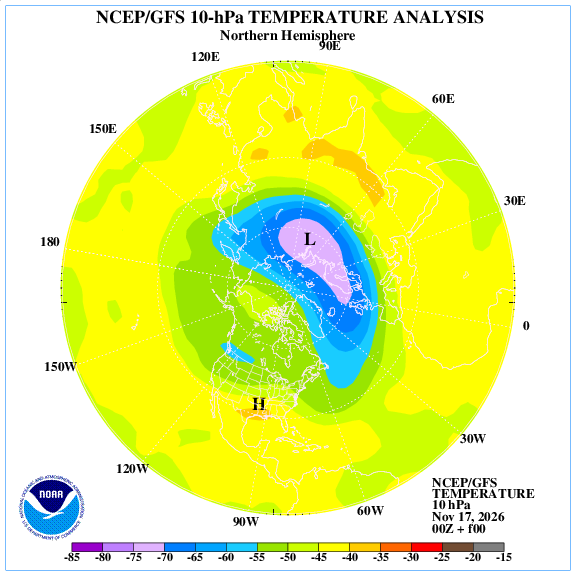 NCEP/GFS 10-hPa TEMPERATURE ANALYSIS
Northern Hemisphere
120E
90E
60E
150E
30E
180
L
0
150W
H
30W
120W
60W
90W
NOAA
NATIONAL OCEANIC AND ATMOSPHERIC ADMINISTRATION
U.S. DEPARTMENT OF COMMERCE
NCEP/GFS
TEMPERATURE
10 hPa
Nov 17, 2026
00Z + f00
-85 -80 -75 -70 -65 -60 -55 -50 -45 -40 -35 -30 -25 -20 -15